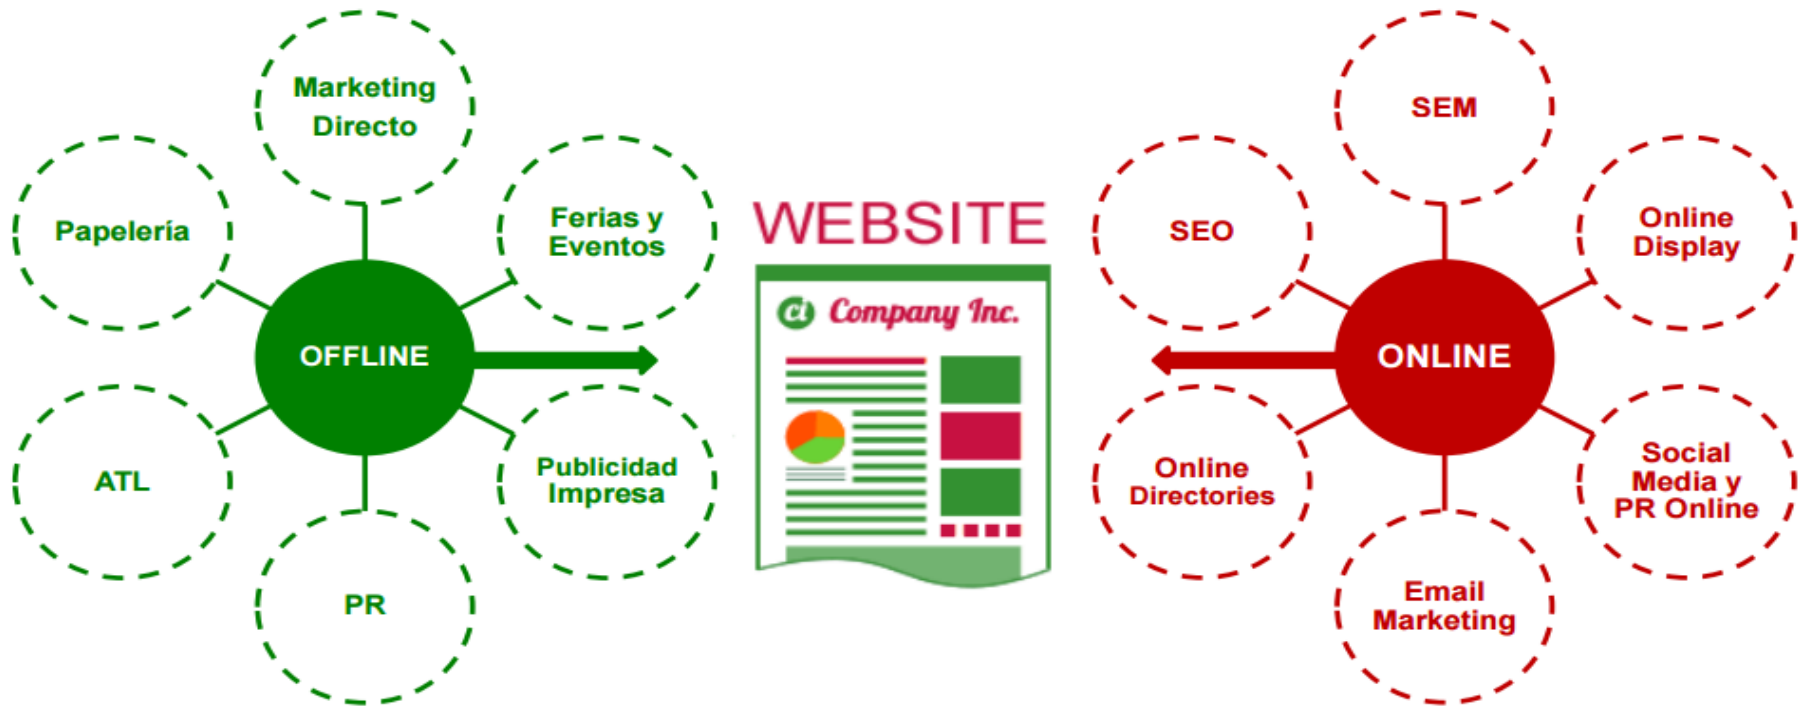 Marketing
Directo
Papelería
Ferias y
Eventos
OFFLINE
ATL
Publicidad
Impresa
PR
WEBSITE
ci Company Inc.
SEM
SEO
Online
Display
ONLINE
Online
Directories
Social
Media y
PR Online
Email
Marketing